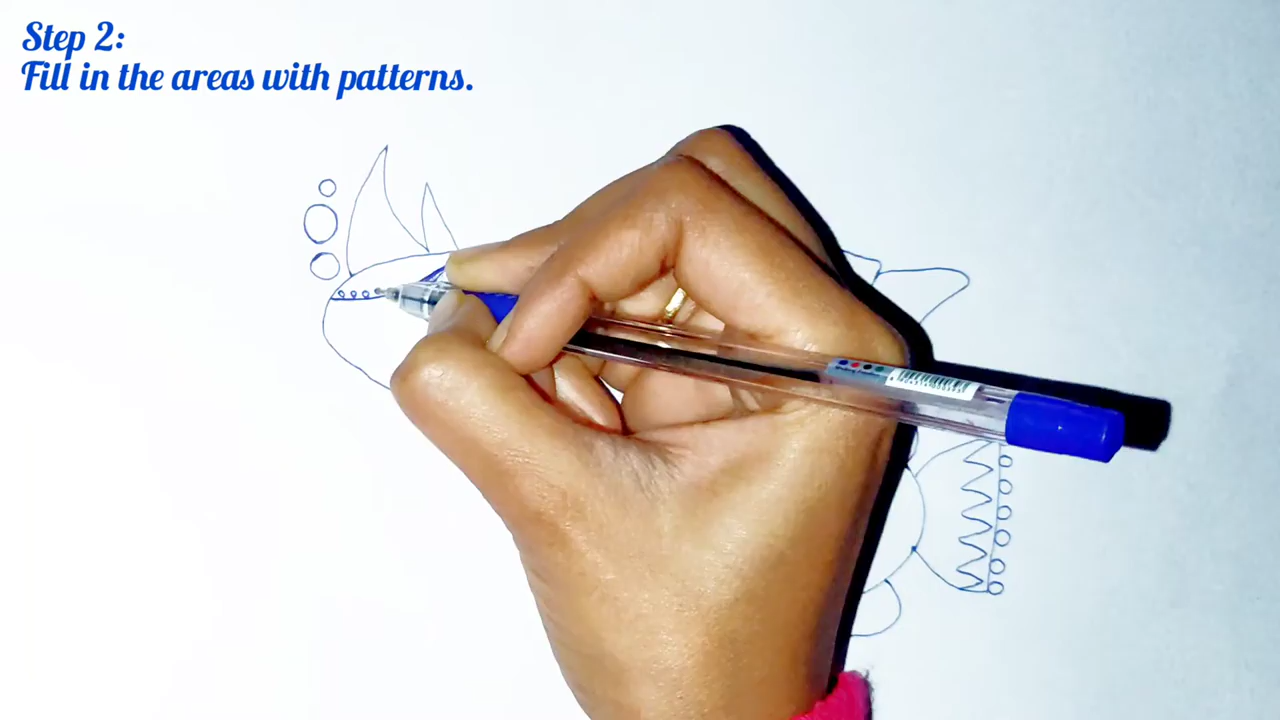 Step 2:
Fill in the areas with patterns.